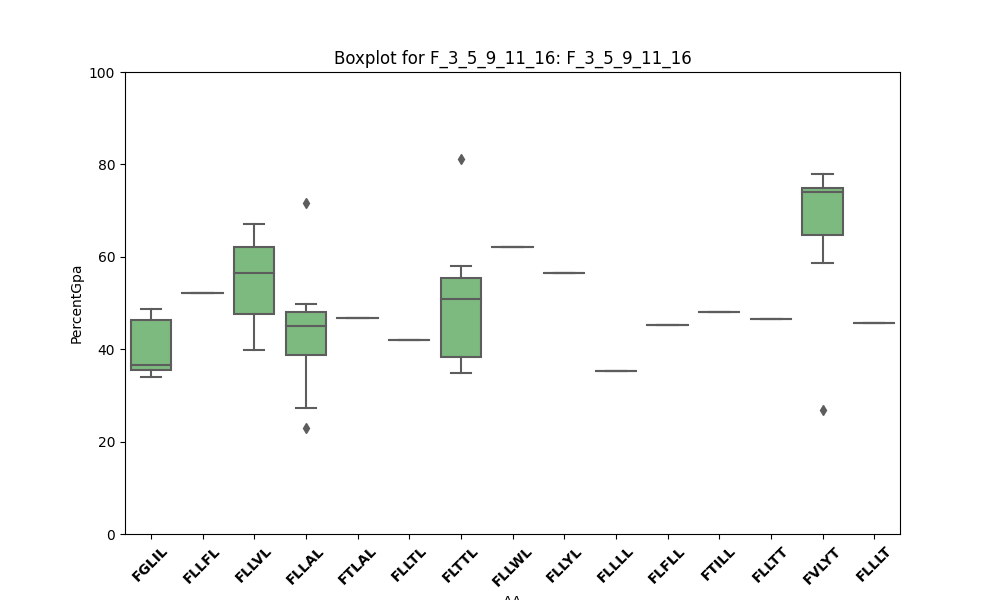 Boxplot for F_3_5_9_11_16: F_3_5_9_11_16
PercentGpa
100
80
60
40
20
0
FGLIL
FLLFL
FLLVL
FLLAL
FTLAL
FLLTL
FLTTL
FLLWL
FLLYL
FLLLL
FLFLL
FTILL
FLLTT
FVLYT
FLLLT